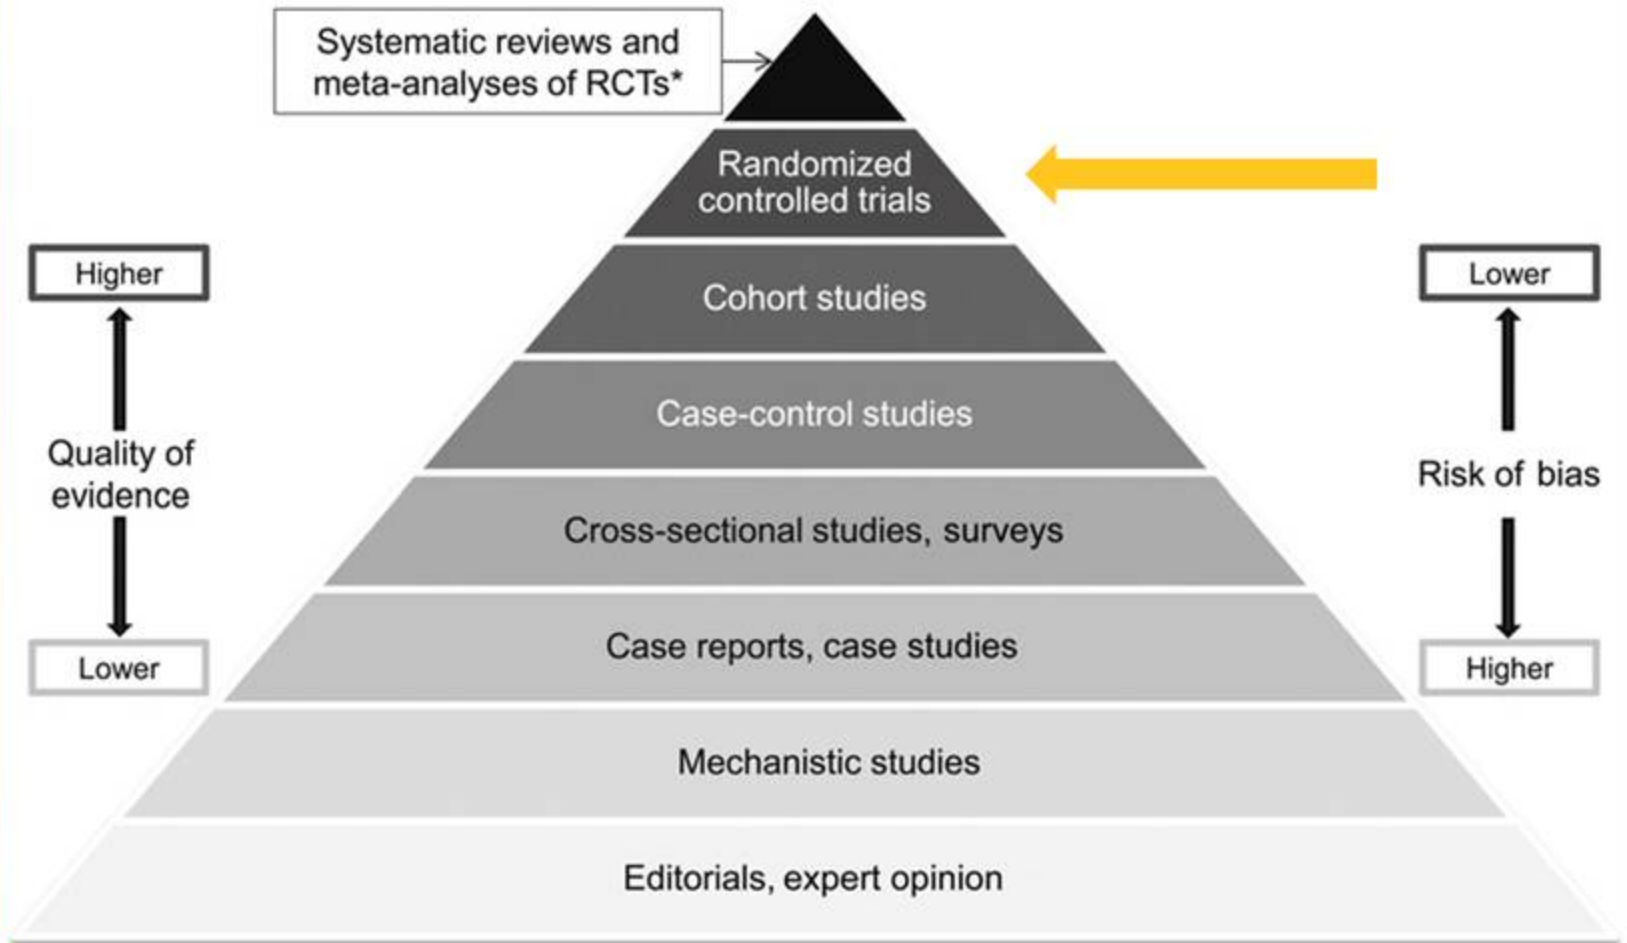 Systematic reviews and
meta-analyses of RCTs*
Randomized
controlled trials
Higher
Lower
Cohort studies
Case-control studies
Quality of
evidence
Risk of bias
Cross-sectional studies, surveys
Case reports, case studies
Lower
Higher
Mechanistic studies
Editorials, expert opinion